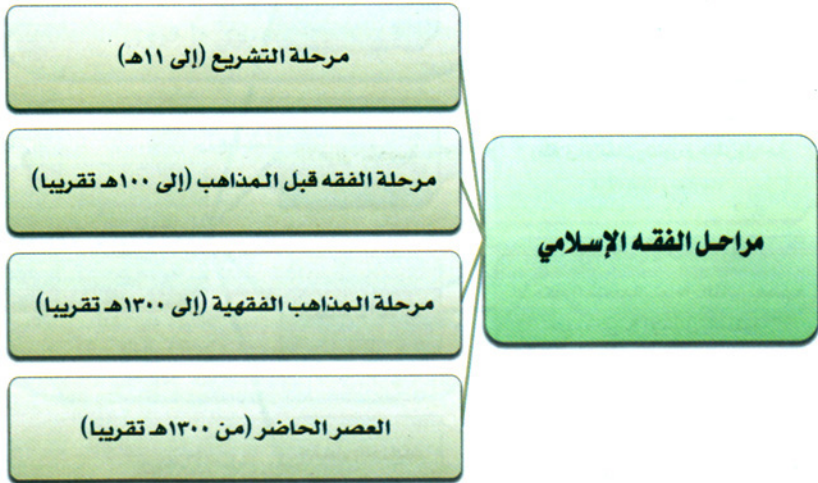 مراحل الفقه الإسلامي
مرحلة التشريع (إلى ١١هـ)
مرحلة الفقه قبل المذاهب (إلى ١٠٠هـ تقريبا)
مرحلة المذاهب الفقهية (إلى ١٣٠٠هـ تقريبا)
العصر الحاضر (من ١٣٠٠هـ تقريبا)